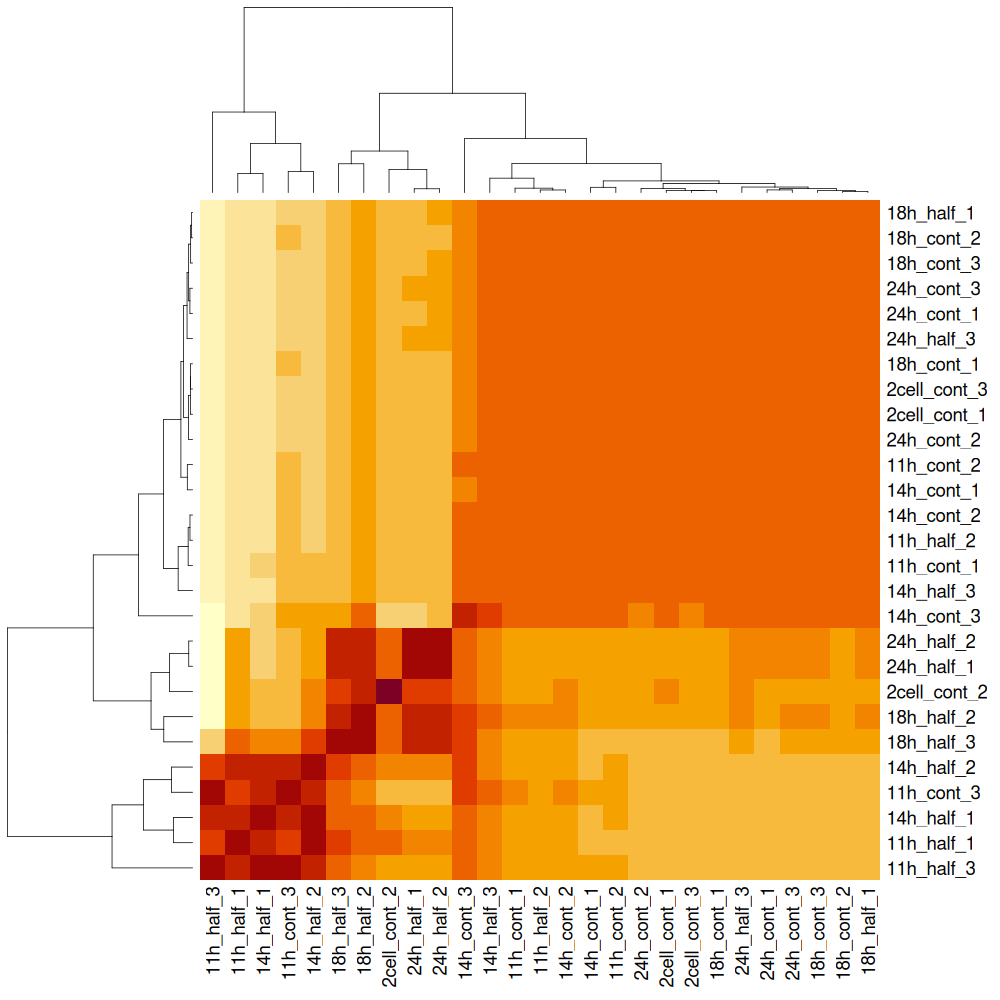 18h_half_1
18h_cont_2
18h_cont_3
24h_cont_3
24h_cont_1
24h_half_3
18h_cont_1
2cell_cont_3
2cell_cont_1
24h_cont_2
11h_cont_2
14h_cont_1
14h_cont_2
11h_half_2
11h_cont_1
14h_half_3
14h_cont_3
24h_half_2
24h_half_1
2cell_cont_2
18h_half_2
18h_half_3
14h_half_2
11h_cont_3
14h_half_1
11h_half_1
11h_half_3
11h_half_3
11h_half_1
14h_half_1
11h_cont_3
14h_half_2
18h_half_3
18h_half_2
2cell_cont_2
24h_half_1
24h_half_2
14h_cont_3
14h_half_3
11h_cont_1
11h_half_2
14h_cont_2
14h_cont_1
11h_cont_2
24h_cont_2
2cell_cont_1
2cell_cont_3
18h_cont_1
24h_half_3
24h_cont_1
24h_cont_3
18h_cont_3
18h_cont_2
18h_half_1